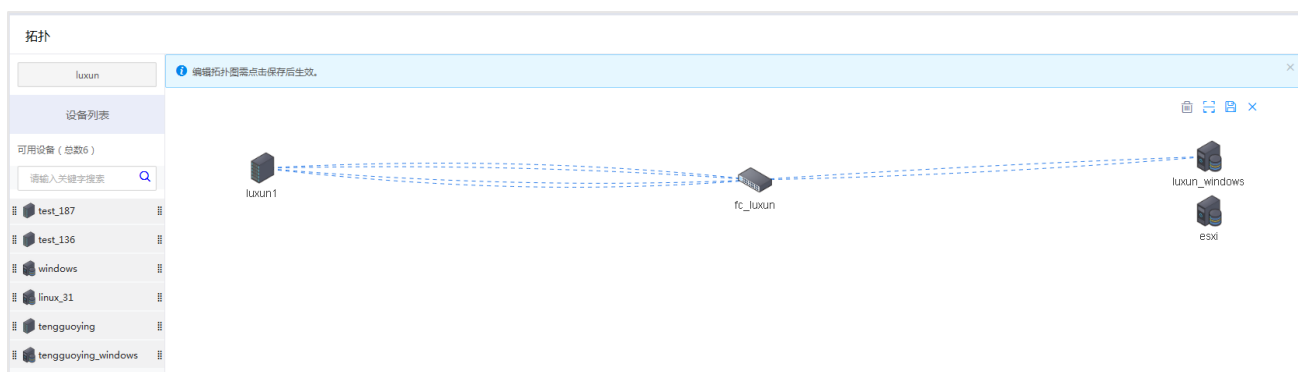 拓扑
luxun
编辑拓扑图需点击保存后生效。
设备列表
可用设备（总数6）
请输入关键字搜索
test_187
test_136
windows
linux_31
tengguoying
tengguoying_windows
luxun1
fc_luxun
luxun_windows
esxi